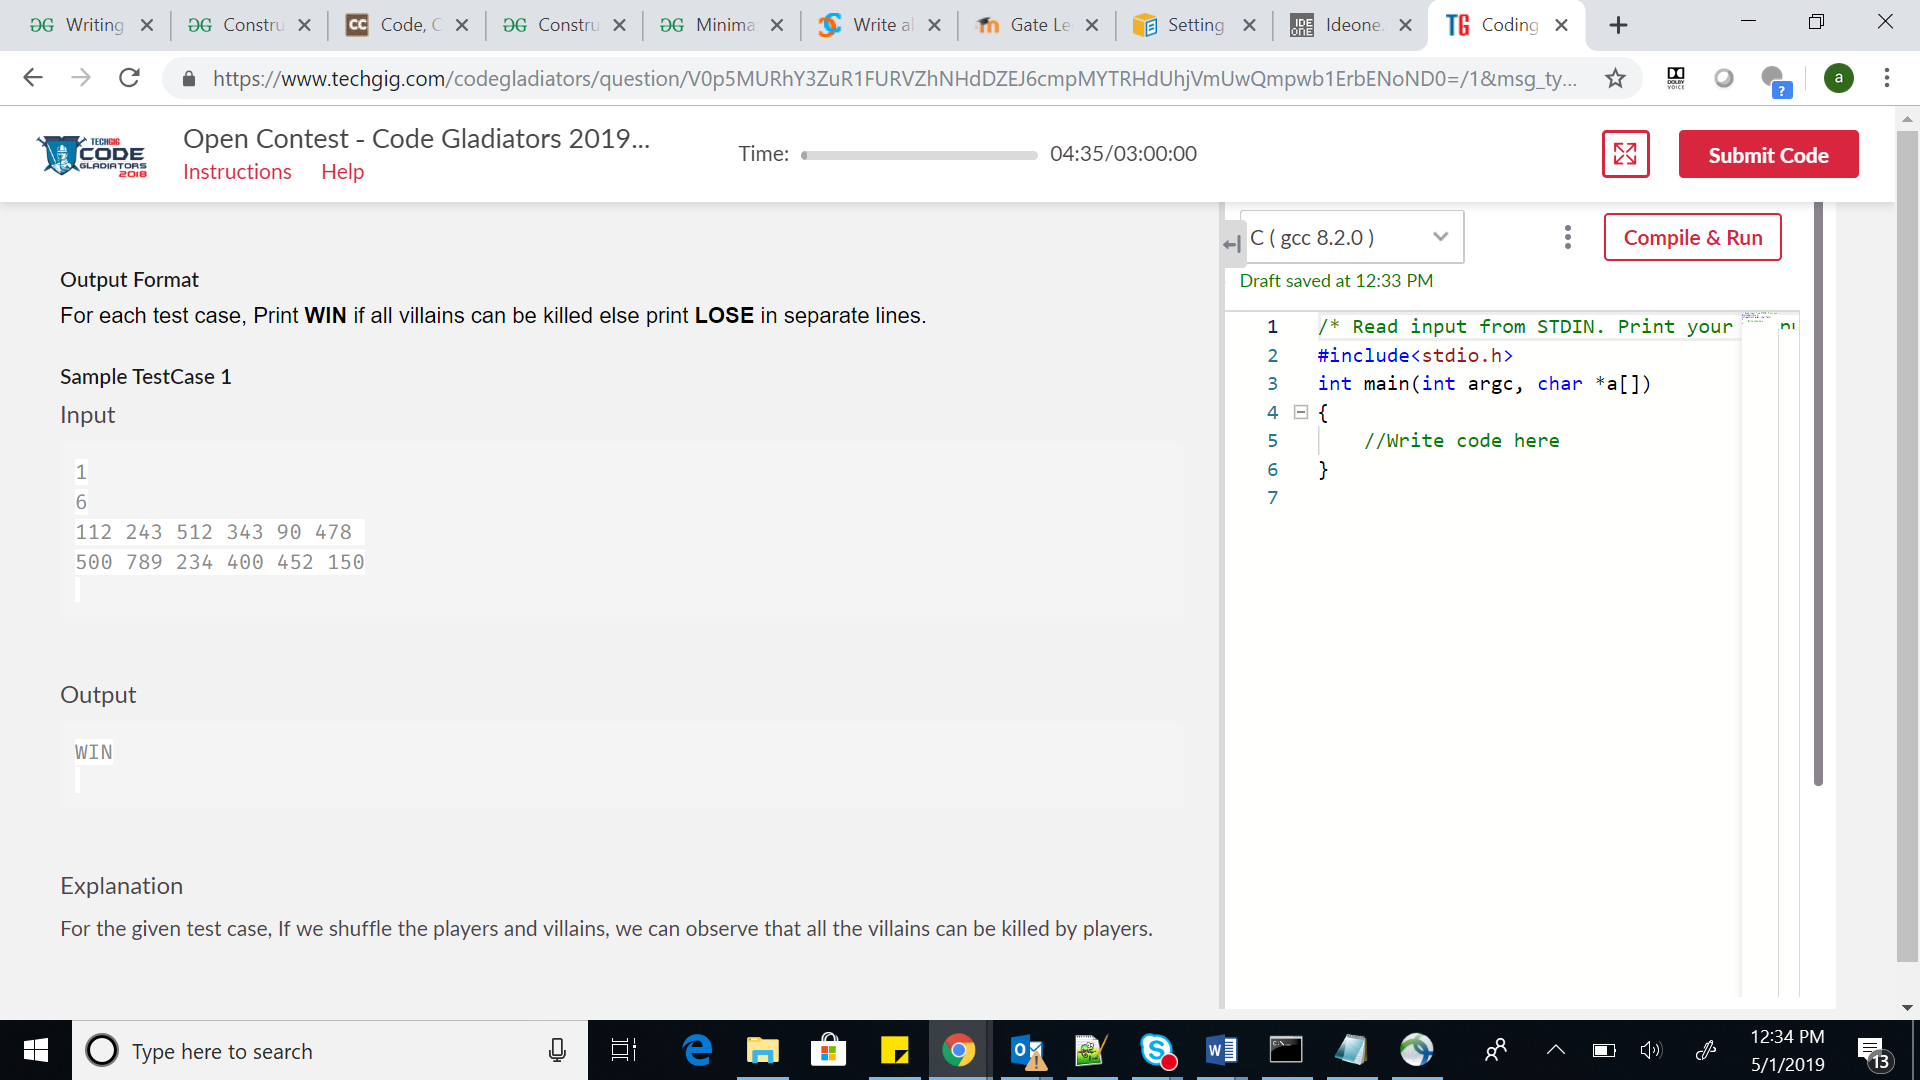 Writing
Constru
Code, C
Constru
Minima
Write al
Gate Le
Setting
Ideone.
Coding
https://www.techgig.com/codegladiators/question/V0p5MURhY3ZuR1FURVZhNHdDZEJ6cmpMYTRHdUhjVmUwQmpwb1ErbENoND0=/1&msg_ty...
TECHGIG
CODE
GLADIATORS
2018
Open Contest - Code Gladiators 2019...
Instructions Help
Time: 04:35/03:00:00
Submit Code
Output Format
For each test case, Print WIN if all villains can be killed else print LOSE in separate lines.
Sample TestCase 1
Input
1
6
112 243 512 343 90 478
500 789 234 400 452 150
Output
WIN
Explanation
For the given test case, If we shuffle the players and villains, we can observe that all the villains can be killed by players.
C ( gcc 8.2.0 )
Compile & Run
Draft saved at 12:33 PM
1 /* Read input from STDIN. Print your
2 #include<stdio.h>
3 int main(int argc, char *a[])
4 {
5 //Write code here
6 }
7
Type here to search
12:34 PM
5/1/2019
13